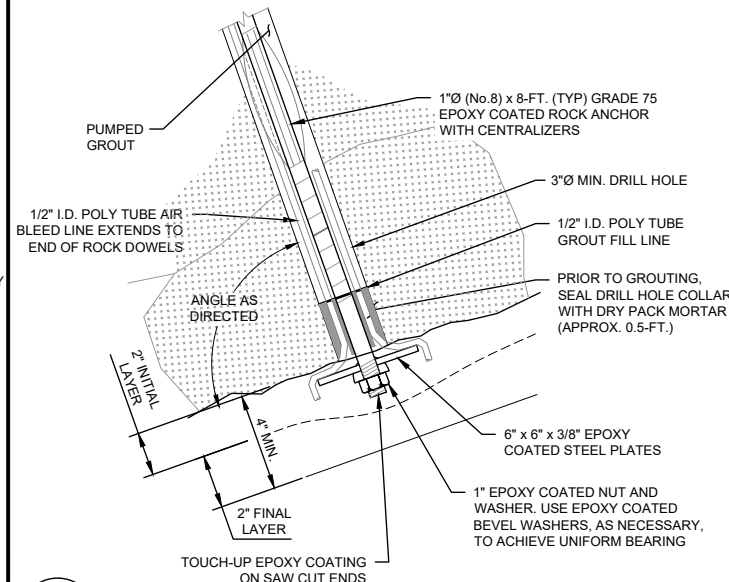 1"Ø (No.8) x 8-FT. (TYP) GRADE 75
EPOXY COATED ROCK ANCHOR
WITH CENTRALIZERS
PUMPED
GROUT
3"Ø MIN. DRILL HOLE
1/2" I.D. POLY TUBE AIR
BLEED LINE EXTENDS TO
END OF ROCK DOWELS
1/2" I.D. POLY TUBE
GROUT FILL LINE
Y
ANGLE AS
DIRECTED
PRIOR TO GROUTING,
SEAL DRILL HOLE COLLAR
WITH DRY PACK MORTAR
(APPROX. 0.5-FT.)
2" INITIAL
LAYER
4" MIN.
6" x 6" x 3/8" EPOXY
COATED STEEL PLATES
2" FINAL
LAYER
1" EPOXY COATED NUT AND
WASHER. USE EPOXY COATED
BEVEL WASHERS, AS NECESSARY,
TO ACHIEVE UNIFORM BEARING
TOUCH-UP EPOXY COATING
ON SAW CUT ENDS